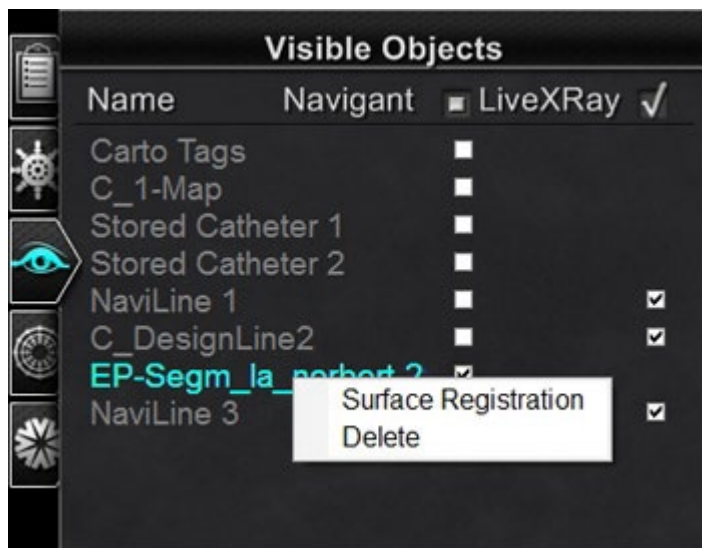 Visible Objects
Name Navigant LiveXRay
Carto Tags
C_1-Map
Stored Catheter 1
Stored Catheter 2
NaviLine 1
C_DesignLine2
EP-Segm_la_norbort 2
Surface Registration
NaviLine 3
Delete